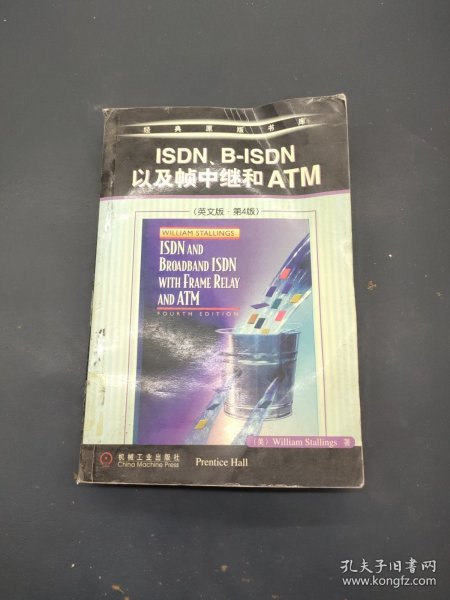 经典原版书库
ISDN、B-ISDN
以及帧中继和 ATM
（英文版·第4版）
WILLIAM STALLINGS
ISDN AND
BROADBAND ISDN
WITH FRAME RELAY
AND ATM
FOURTH EDITION
（美）William Stallings 著
机械工业出版社
China Machine Press
Prentice Hall
孔夫子旧书网
www.kongfz.com